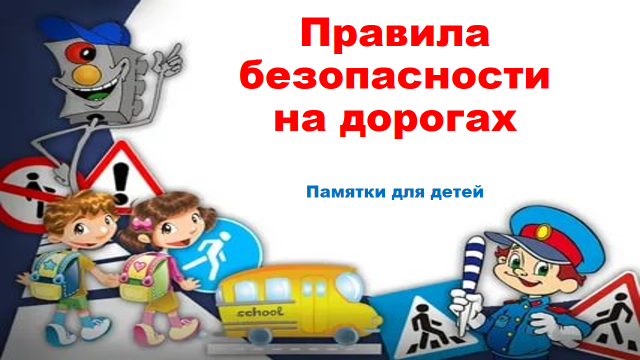 Правила
безопасности
на дорогах
Памятки для детей
school